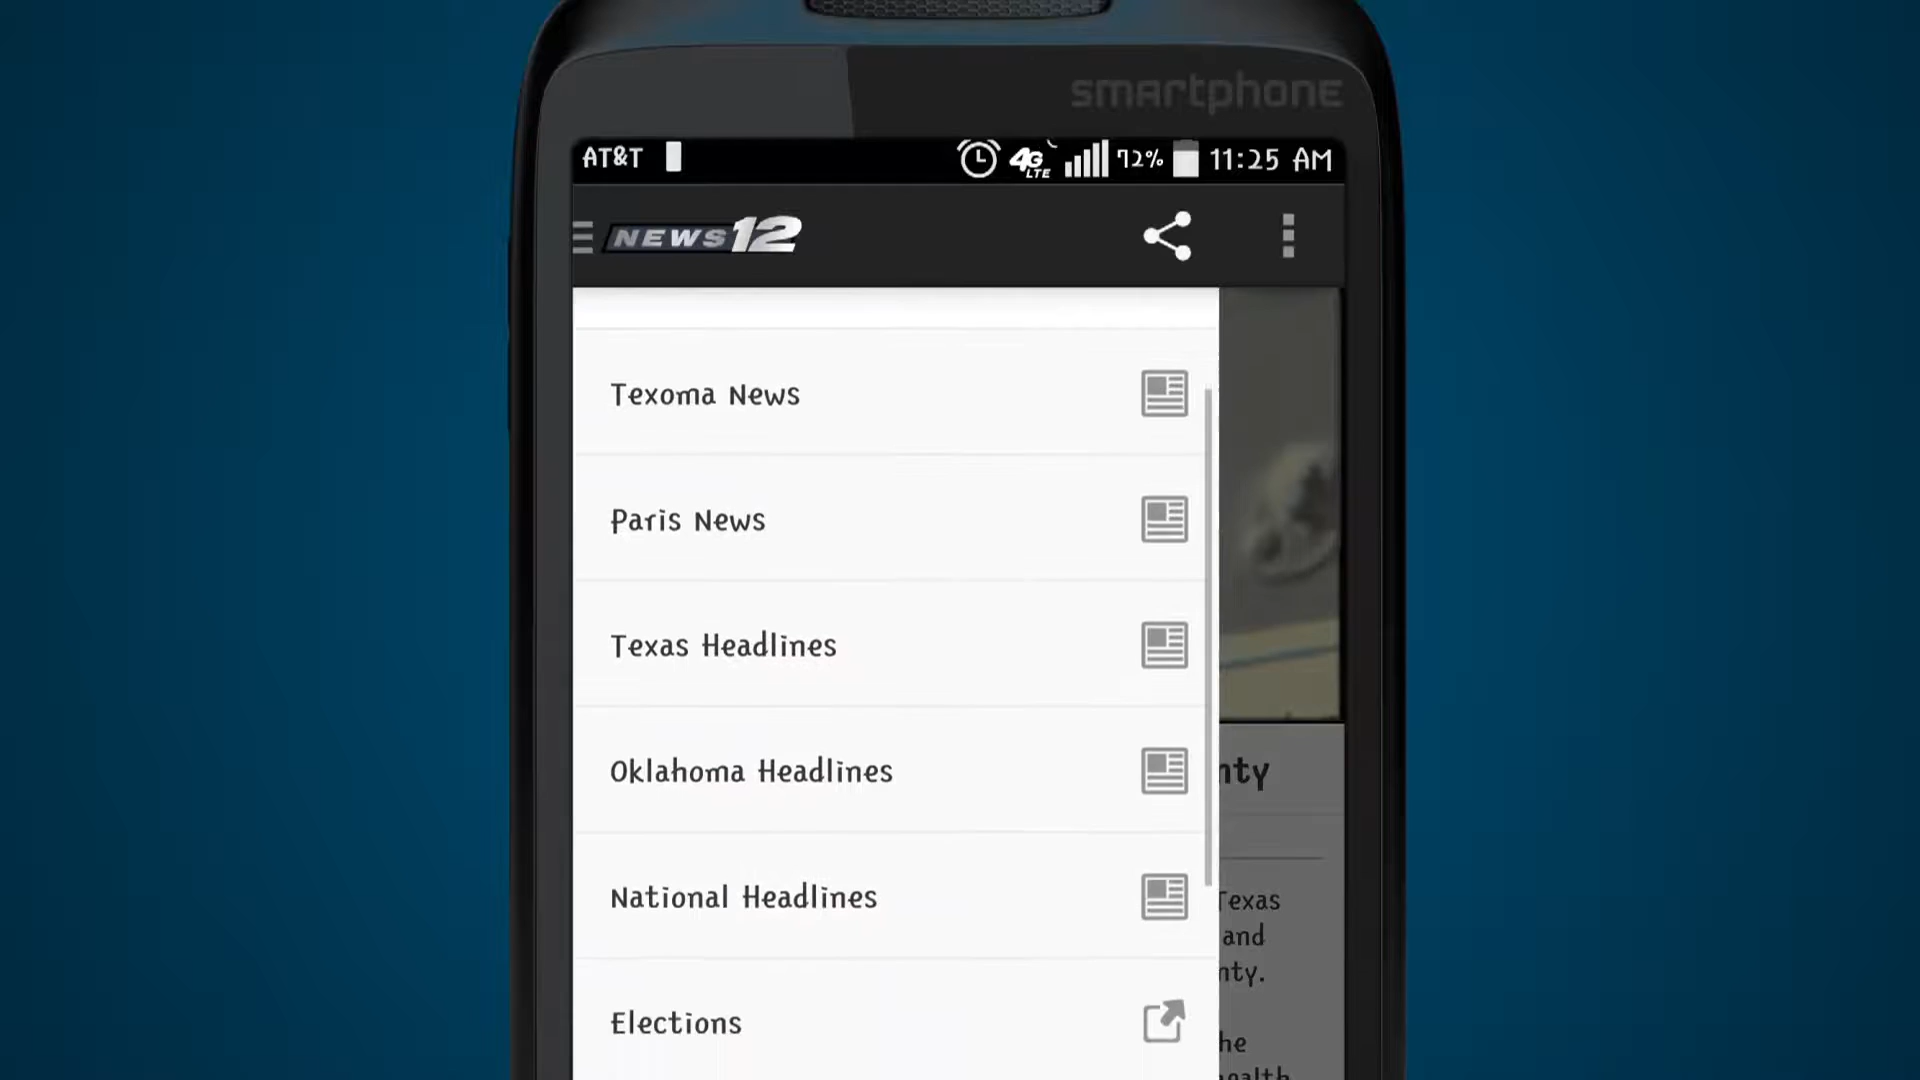 smartphone
AT&T 4G LTE 72% 11:25 AM
NEWS 12
Texoma News
Paris News
Texas Headlines
Oklahoma Headlines
nty
National Headlines
Texas
and
nty.
Elections
he